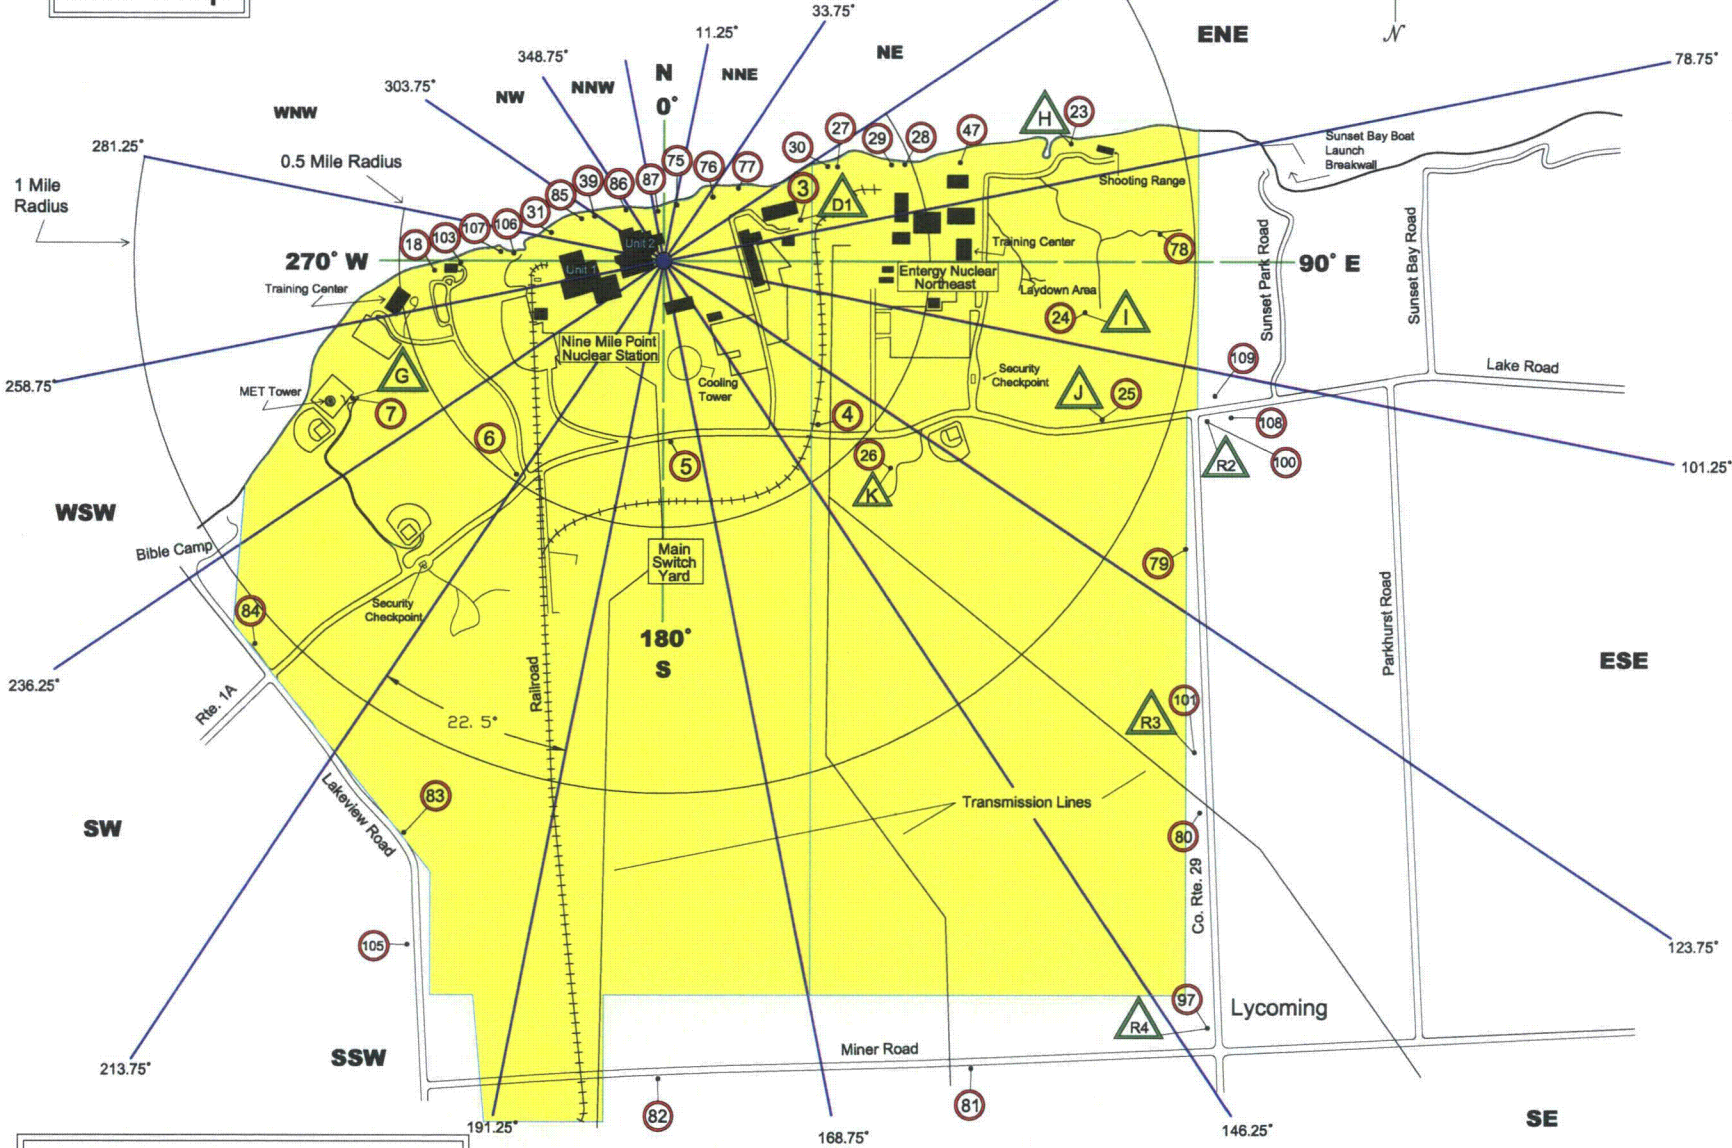 33.75°
N
ENE
11.25°
NE
78.75°
348.75°
NNE
N
303.75°
NNW
0°
NW
WNW
H
23
27
47
281.25°
30
29
28
Sunset Bay Boat
Launch
Breakwall
0.5 Mile Radius
75
76
77
87
86
39
85
3
Shooting Range
1 Mile
Radius
31
D1
106
107
103
18
Unit 2
Training Center
78
270° W
Unit 1
90° E
Training Center
Entergy Nuclear
Northeast
Laydown Area
Sunset Park Road
Sunset Bay Road
24
I
Nine Mile Point
Nuclear Station
109
Lake Road
G
Security
Checkpoint
258.75°
MET Tower
Cooling
Tower
J
25
7
4
108
6
26
5
R2
100
101.25°
K
WSW
Bible Camp
Main
Switch
Yard
79
84
Security
Checkpoint
Parkhurst Road
180°
S
ESE
236.25°
Railroad
Rte. 1A
101
R3
22.5°
83
Transmission Lines
Lakeview Road
SW
80
Co. Rte. 29
105
123.75°
97
Lycoming
R4
SSW
Miner Road
213.75°
82
81
191.25°
168.75°
146.25°
SE